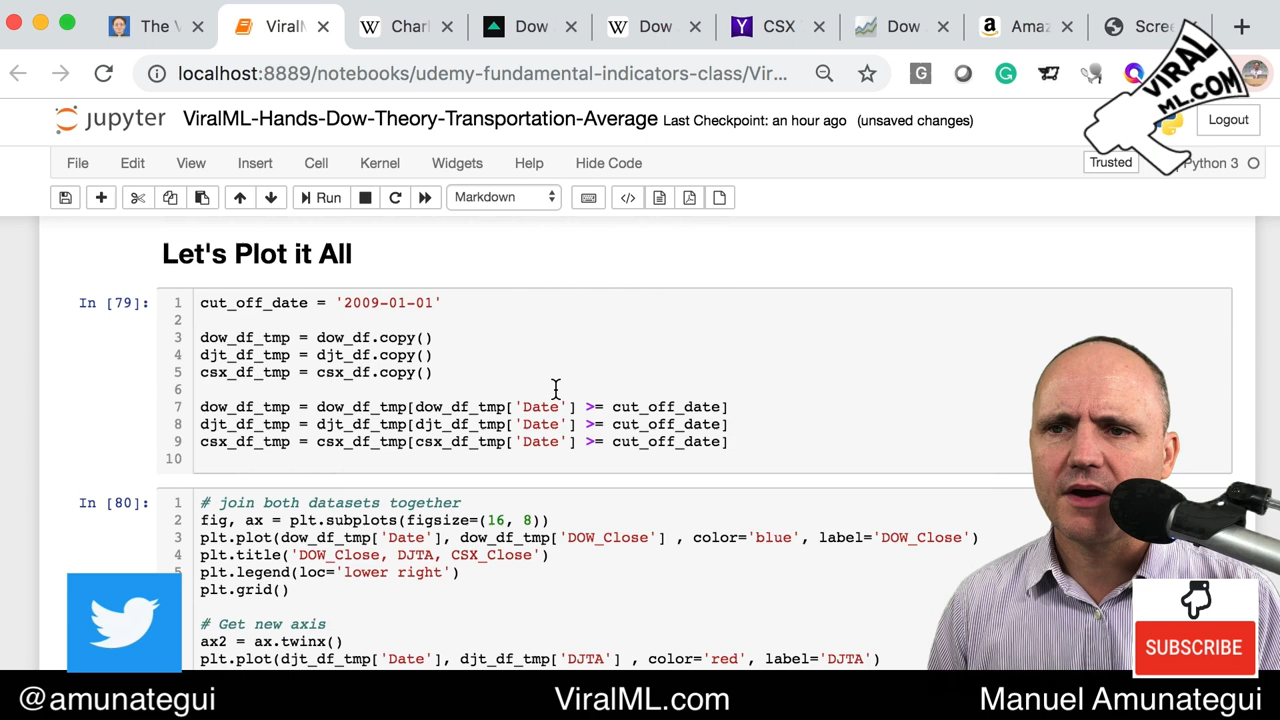 The V
ViralM
Charl
Dow
Dow
CSX
Dow
Amaz
Scree
localhost:8889/notebooks/udemy-fundamental-indicators-class/Vir...
VIRAL
ML.COM
jupyter
ViralML-Hands-Dow-Theory-Transportation-Average Last Checkpoint: an hour ago (unsaved changes)
Logout
File Edit View Insert Cell Kernel Widgets Help Hide Code
Trusted
Python 3
Run
Markdown
Let's Plot it All
In [79]:
1 cut_off_date = '2009-01-01'
2
3 dow_df_tmp = dow_df.copy()
4 djt_df_tmp = djt_df.copy()
5 csx_df_tmp = csx_df.copy()
6
7 dow_df_tmp = dow_df_tmp[dow_df_tmp['Date'] >= cut_off_date]
8 djt_df_tmp = djt_df_tmp[djt_df_tmp['Date'] >= cut_off_date]
9 csx_df_tmp = csx_df_tmp[csx_df_tmp['Date'] >= cut_off_date]
10
In [80]:
1 # join both datasets together
2 fig, ax = plt.subplots(figsize=(16, 8))
3 plt.plot(dow_df_tmp['Date'], dow_df_tmp['DOW_Close'] , color='blue', label='DOW_Close')
4 plt.title('DOW_Close, DJTA, CSX_Close')
5 plt.legend(loc='lower right')
plt.grid()
# Get new axis
ax2 = ax.twinx()
plt.plot(djt_df_tmp['Date'], djt_df_tmp['DJTA'] , color='red', label='DJTA')
SUBSCRIBE
@amunategui
ViralML.com
Manuel Amunategui